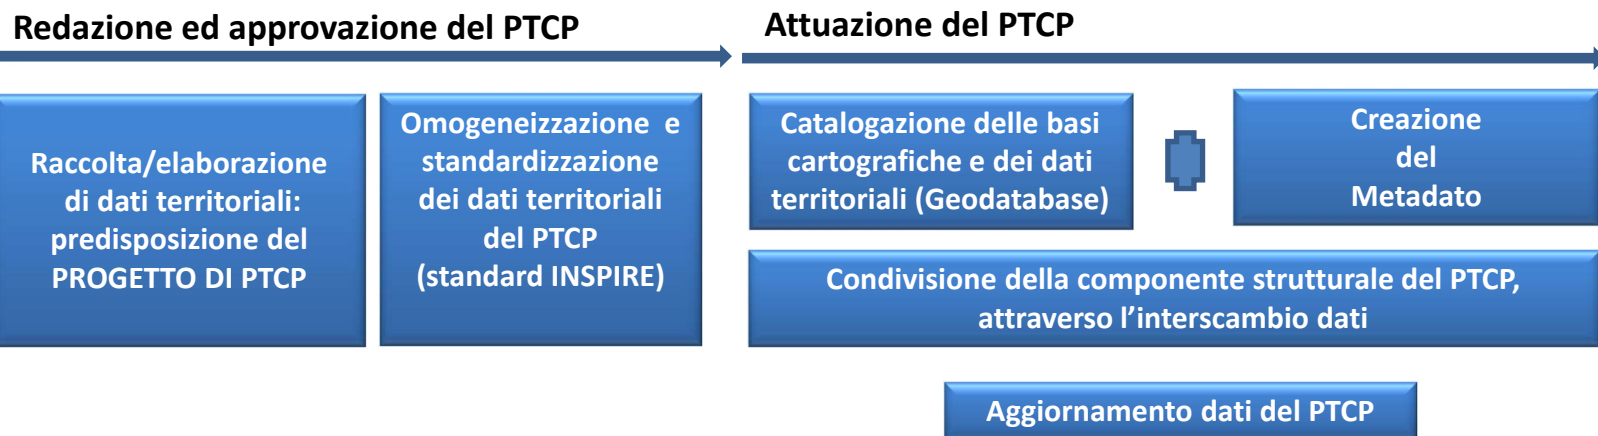 Redazione ed approvazione del PTCP
Attuazione del PTCP
Raccolta/elaborazione
di dati territoriali:
predisposizione del
PROGETTO DI PTCP
Omogeneizzazione e
standardizzazione
dei dati territoriali
del PTCP
(standard INSPIRE)
Catalogazione delle basi
cartografiche e dei dati
territoriali (Geodatabase)
Creazione
del
Metadato
Condivisione della componente strutturale del PTCP,
attraverso l’interscambio dati
Aggiornamento dati del PTCP